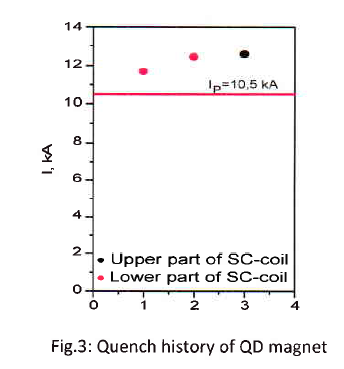 14
12
10
8
6
4
2
0
I, kA
I_P=10,5 kA
Upper part of SC-coil
Lower part of SC-coil
0 1 2 3 4
Fig.3: Quench history of QD magnet